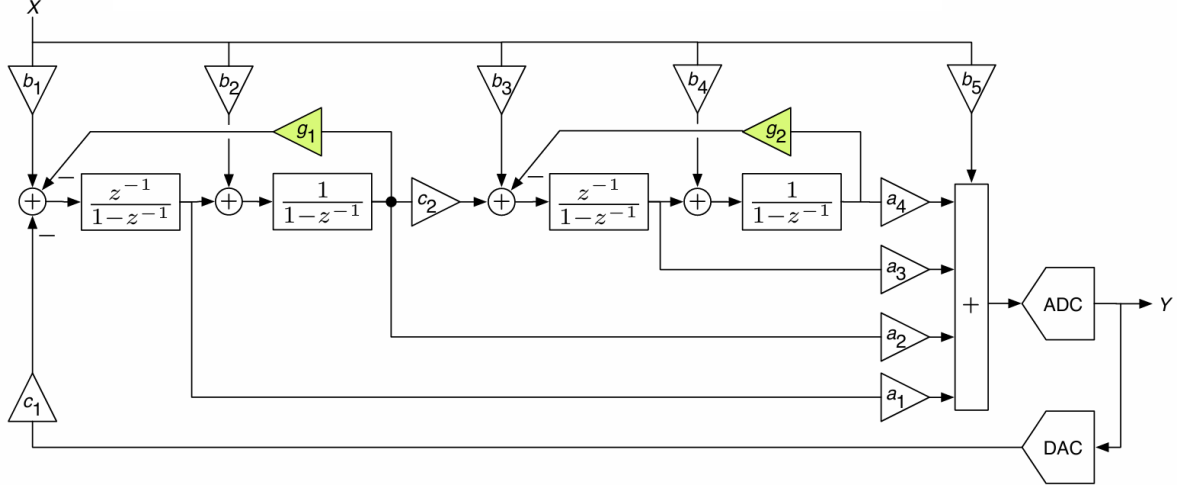 X
b₁ b₂ b₃ b₄ b₅
g₁ g₂
− −
+ z⁻¹/1−z⁻¹ + 1/1−z⁻¹ c₂ + z⁻¹/1−z⁻¹ + 1/1−z⁻¹ a₄
−
a₃
+ ADC Y
a₂
a₁
c₁
DAC